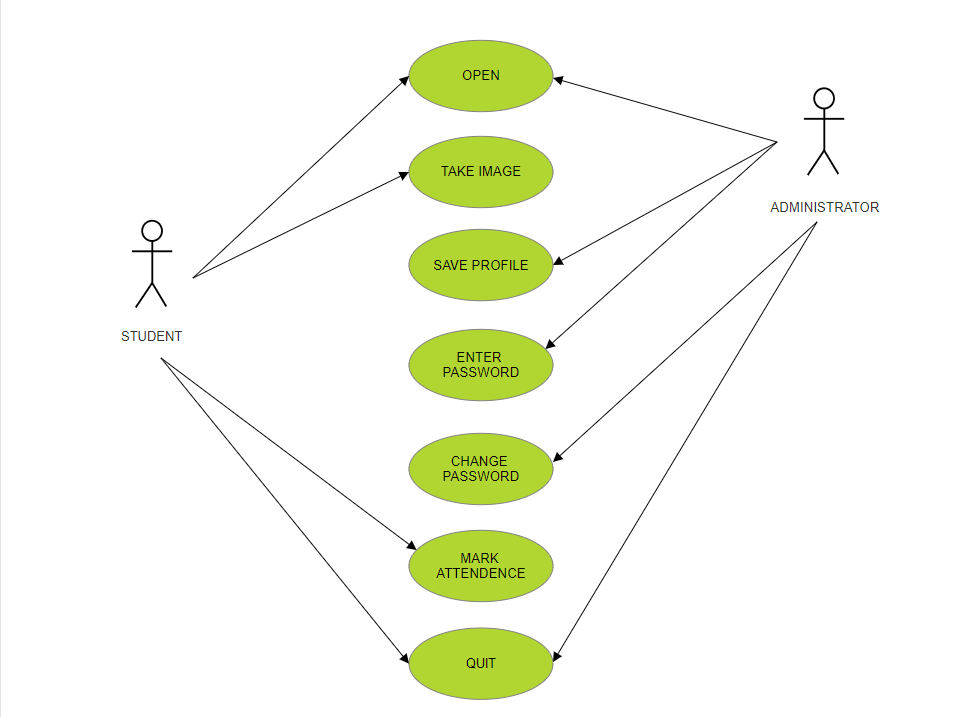 OPEN
TAKE IMAGE
ADMINISTRATOR
SAVE PROFILE
STUDENT
ENTER
PASSWORD
CHANGE
PASSWORD
MARK
ATTENDENCE
QUIT